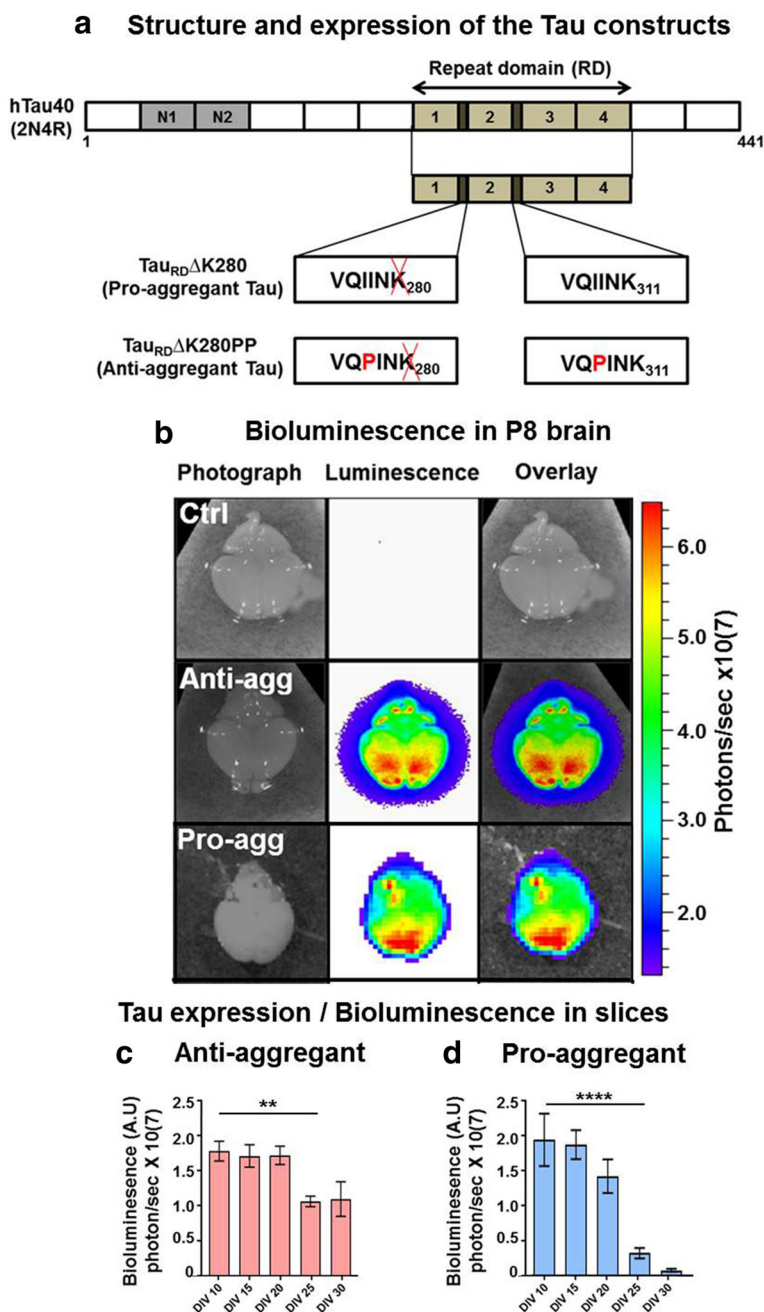 a Structure and expression of the Tau constructs
Repeat domain (RD)
hTau40
(2N4R)
N1 N2 1 2 3 4
1 441
1 2 3 4
TauRDΔK280
(Pro-aggregant Tau)
VQIINK280 VQIINK311
TauRDΔK280PP
(Anti-aggregant Tau)
VQPINK280 VQPINK311
b Bioluminescence in P8 brain
Photograph Luminescence Overlay
Ctrl
Anti-agg
Pro-agg
6.0
5.0
4.0
3.0
2.0
Photons/sec x10(7)
Tau expression / Bioluminescence in slices
c Anti-aggregant
Bioluminesence (A.U)
photon/sec X 10(7)
2.5
2.0
1.5
1.0
0.5
0
**
DIV 10 DIV 15 DIV 20 DIV 25 DIV 30
d Pro-aggregant
Bioluminesence (A.U)
photon/sec X 10(7)
2.5
2.0
1.5
1.0
0.5
0
****
DIV 10 DIV 15 DIV 20 DIV 25 DIV 30